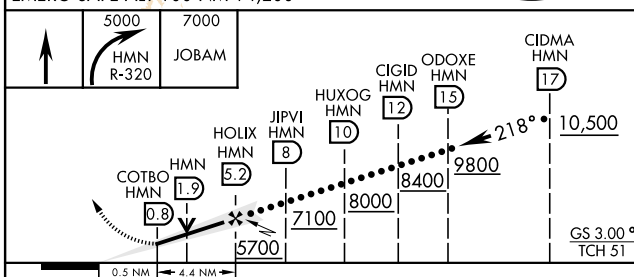 5000
7000
HMN
R-320
JOBAM
CIDMA
HMN
17
ODOXE
HMN
15
CIGID
HMN
12
HUXOG
HMN
10
JIPVI
HMN
8
HOLIX
HMN
5.2
HMN
1.9
COTBO
HMN
0.8
218°
10,500
9800
8400
8000
7100
5700
GS 3.00°
TCH 51
0.5 NM
4.4 NM